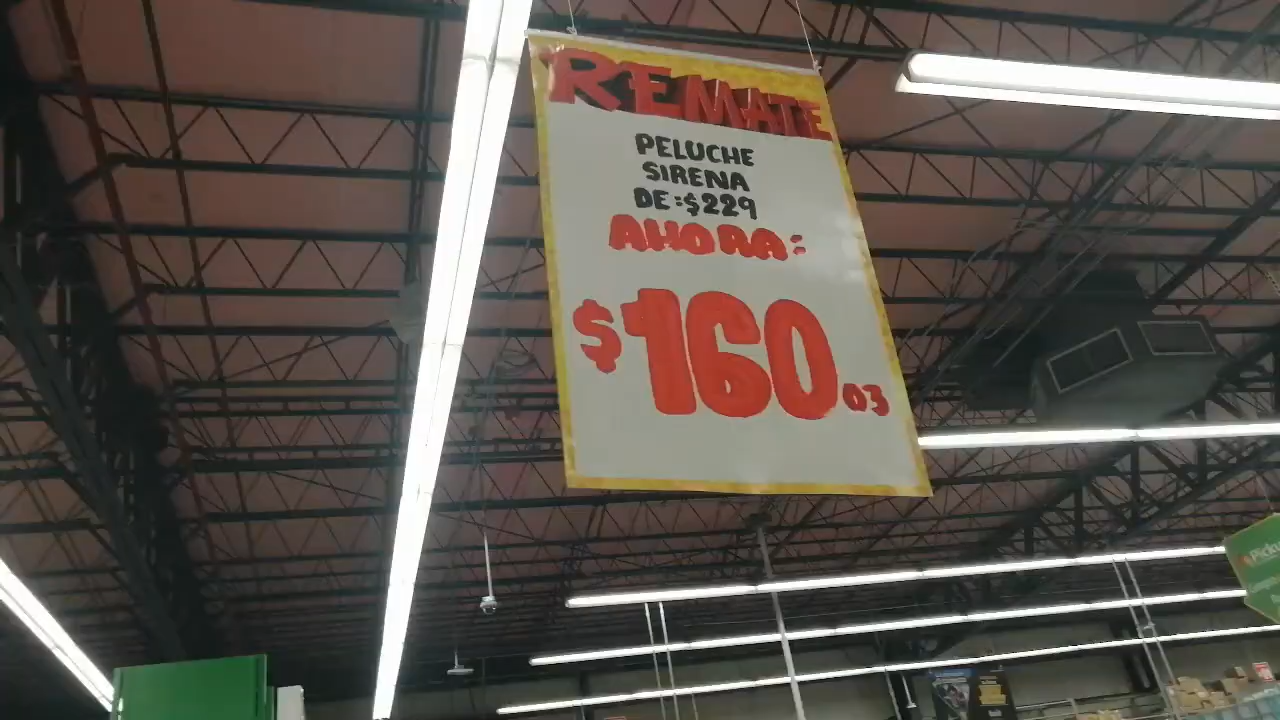 REMATE
PELUCHE
SIRENA
DE:$229
AHORA:
$160.03